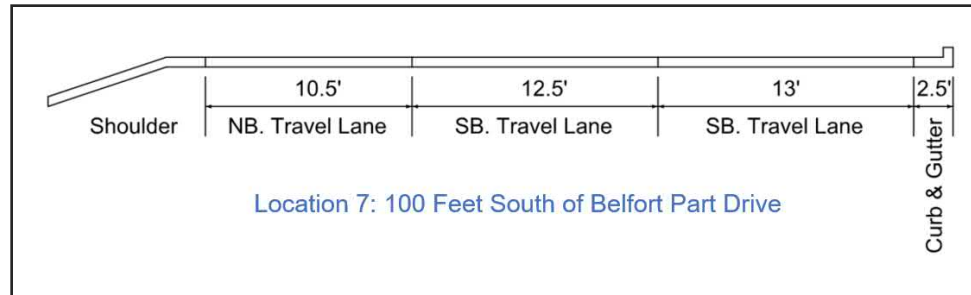 10.5'
12.5'
13'
2.5'
Shoulder
NB. Travel Lane
SB. Travel Lane
SB. Travel Lane
Curb & Gutter
Location 7: 100 Feet South of Belfort Part Drive